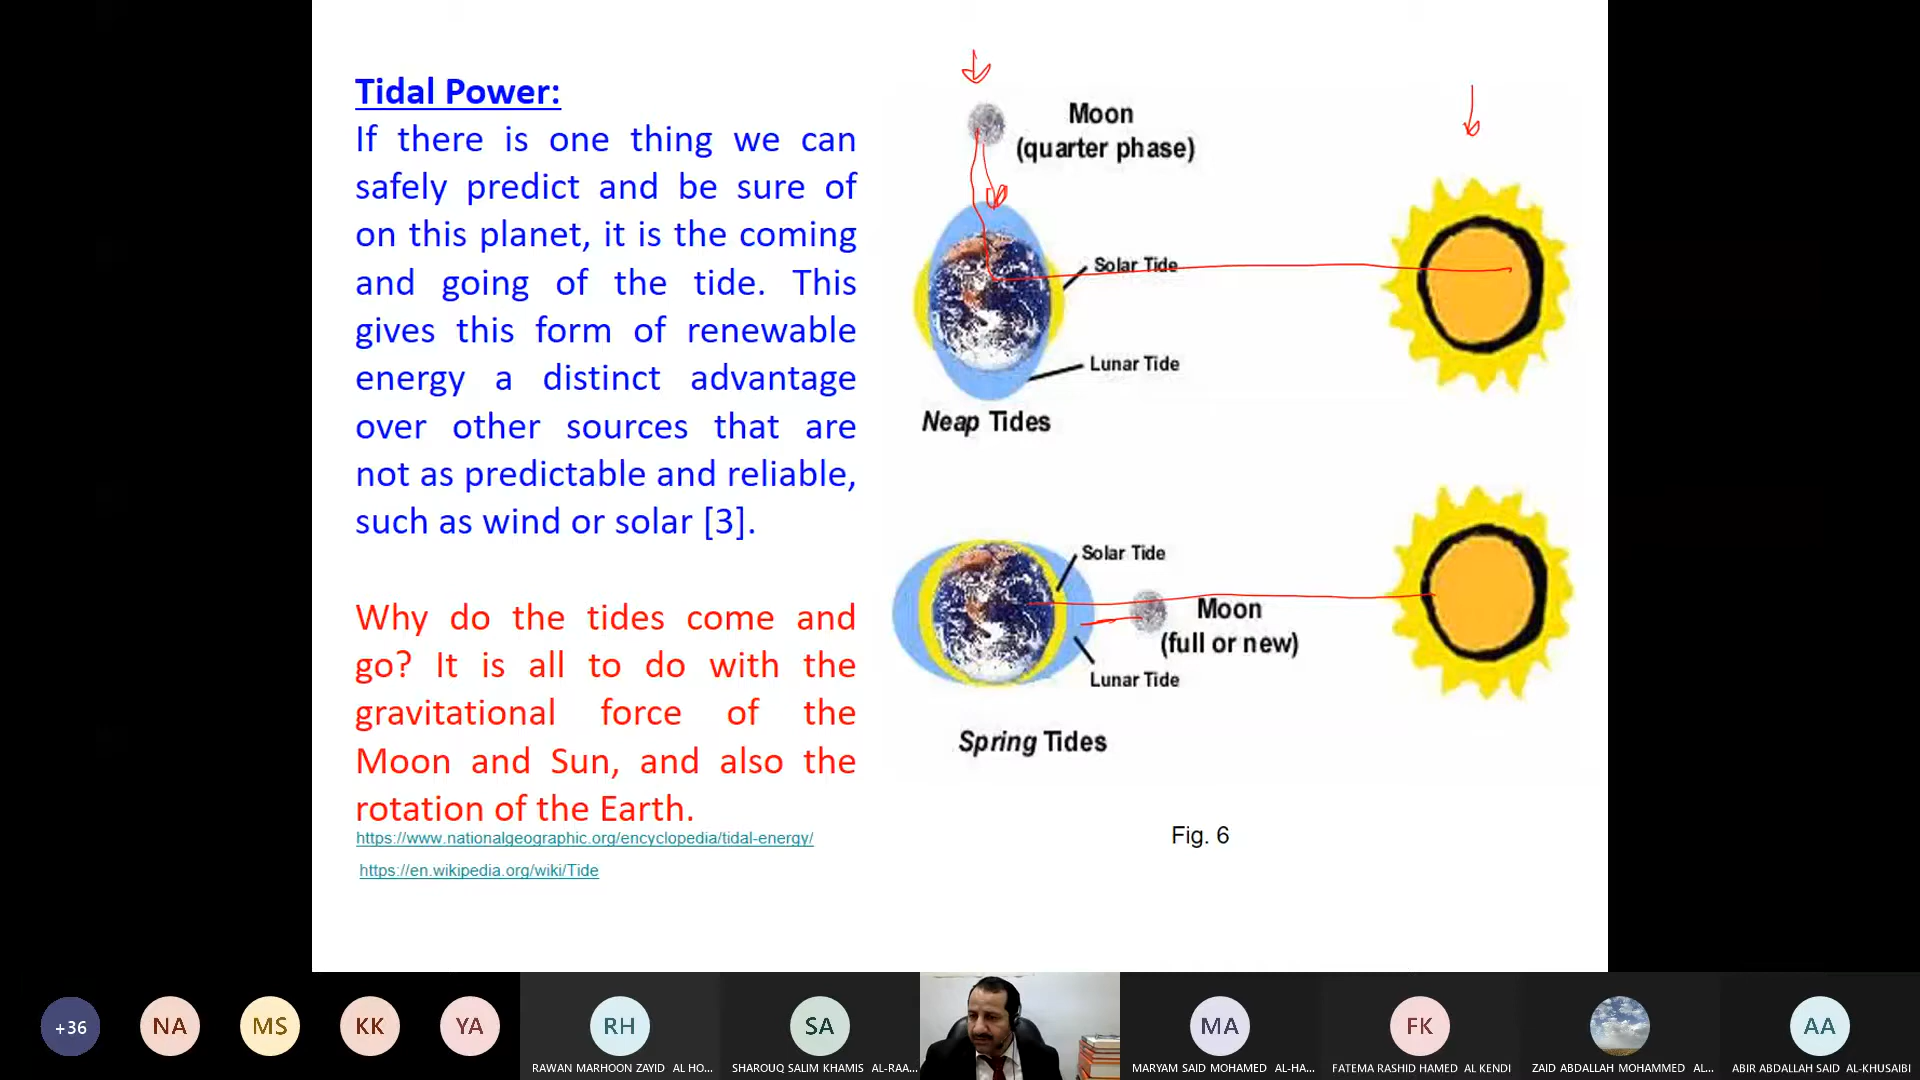 Tidal Power:
If there is one thing we can
safely predict and be sure of
on this planet, it is the coming
and going of the tide. This
gives this form of renewable
energy a distinct advantage
over other sources that are
not as predictable and reliable,
such as wind or solar [3].
Why do the tides come and
go? It is all to do with the
gravitational force of the
Moon and Sun, and also the
rotation of the Earth.
https://www.nationalgeographic.org/encyclopedia/tidal-energy/
https://en.wikipedia.org/wiki/Tide
Moon
(quarter phase)
Solar Tide
Lunar Tide
Neap Tides
Solar Tide
Moon
(full or new)
Lunar Tide
Spring Tides
Fig. 6
+36
NA
MS
KK
YA
RH
RAWAN MARHOON ZAYID AL HO...
SA
SHAROUQ SALIM KHAMIS AL-RAA...
MA
MARYAM SAID MOHAMED AL-HA...
FK
FATEMA RASHID HAMED AL KENDI
ZAID ABDALLAH MOHAMMED AL...
AA
ABIR ABDALLAH SAID AL-KHUSAIBI